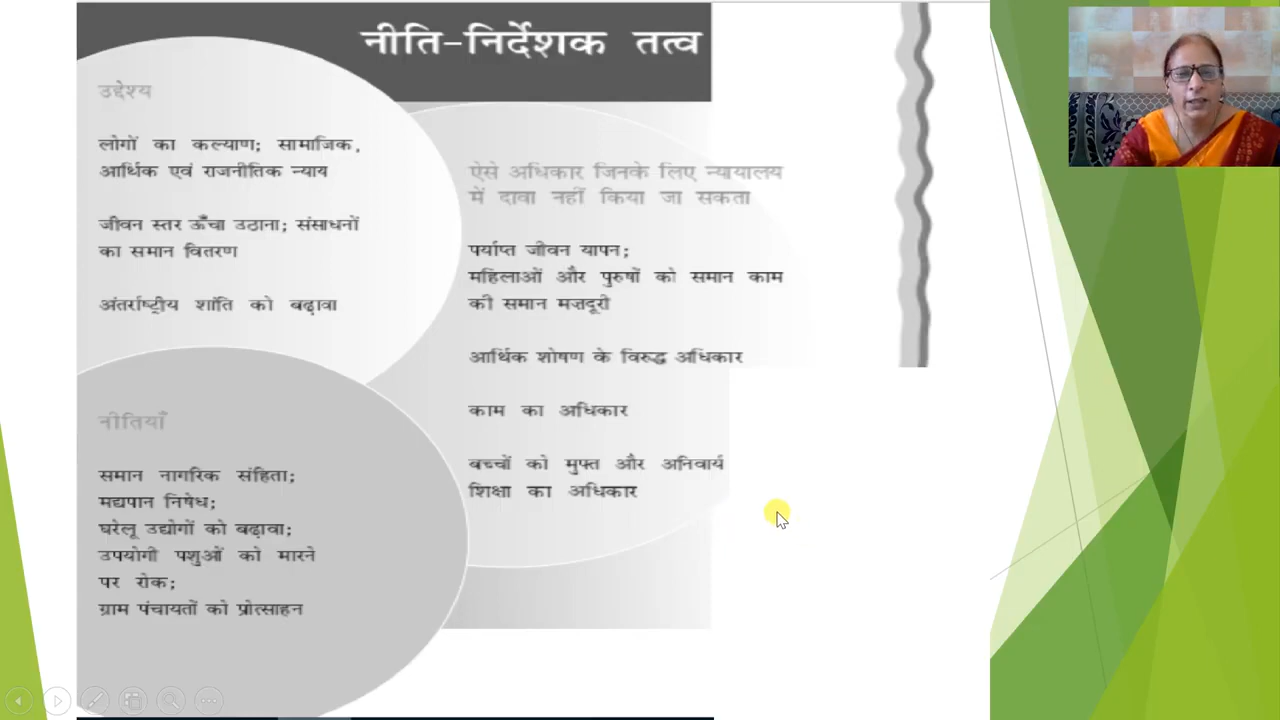 नीति-निर्देशक तत्व
उद्देश्य
लोगों का कल्याण; सामाजिक,
आर्थिक एवं राजनीतिक न्याय
जीवन स्तर ऊँचा उठाना; संसाधनों
का समान वितरण
अंतर्राष्ट्रीय शांति को बढ़ावा
ऐसे अधिकार जिनके लिए न्यायालय
में दावा नहीं किया जा सकता
पर्याप्त जीवन यापन;
महिलाओं और पुरुषों को समान काम
की समान मज़दूरी
आर्थिक शोषण के विरुद्ध अधिकार
काम का अधिकार
बच्चों को मुफ्त और अनिवार्य
शिक्षा का अधिकार
नीतियाँ
समान नागरिक संहिता;
मद्यपान निषेध;
घरेलू उद्योगों को बढ़ावा;
उपयोगी पशुओं को मारने
पर रोक;
ग्राम पंचायतों को प्रोत्साहन